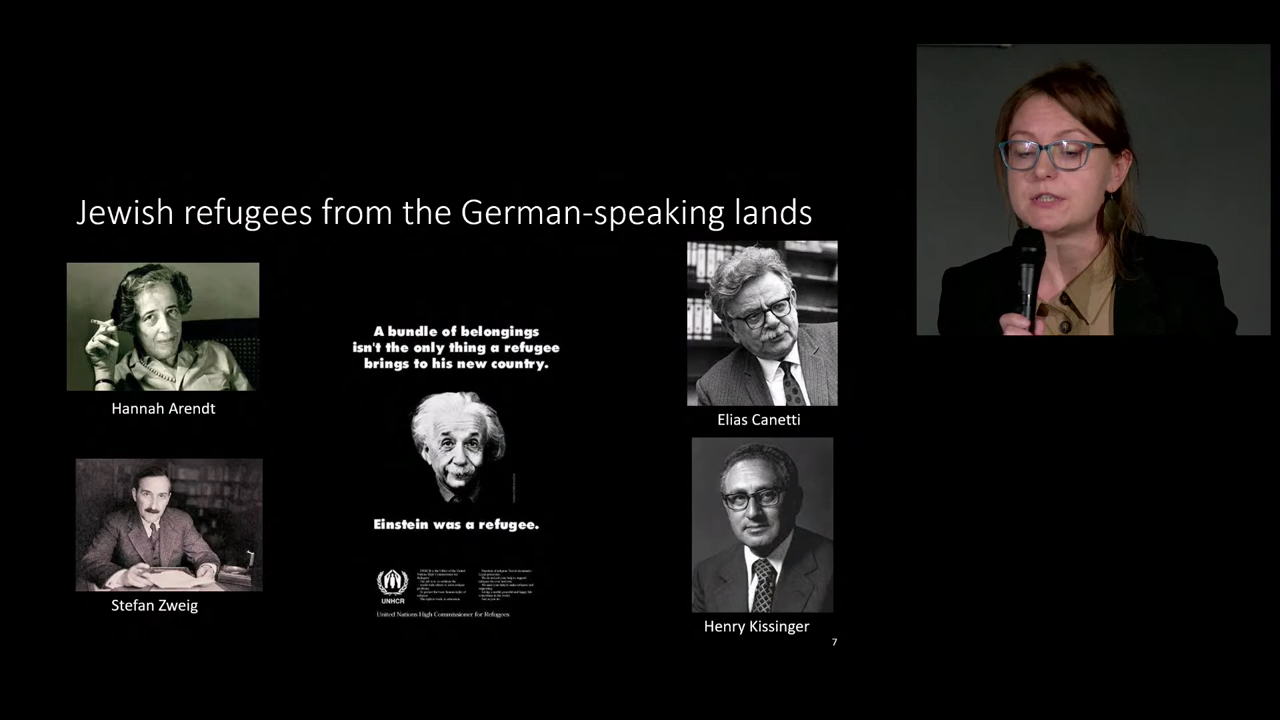 Jewish refugees from the German-speaking lands
Hannah Arendt
Stefan Zweig
A bundle of belongings
isn't the only thing a refugee
brings to his new country.
Einstein was a refugee.
UNHCR
United Nations High Commissioner for Refugees
Elias Canetti
Henry Kissinger
7